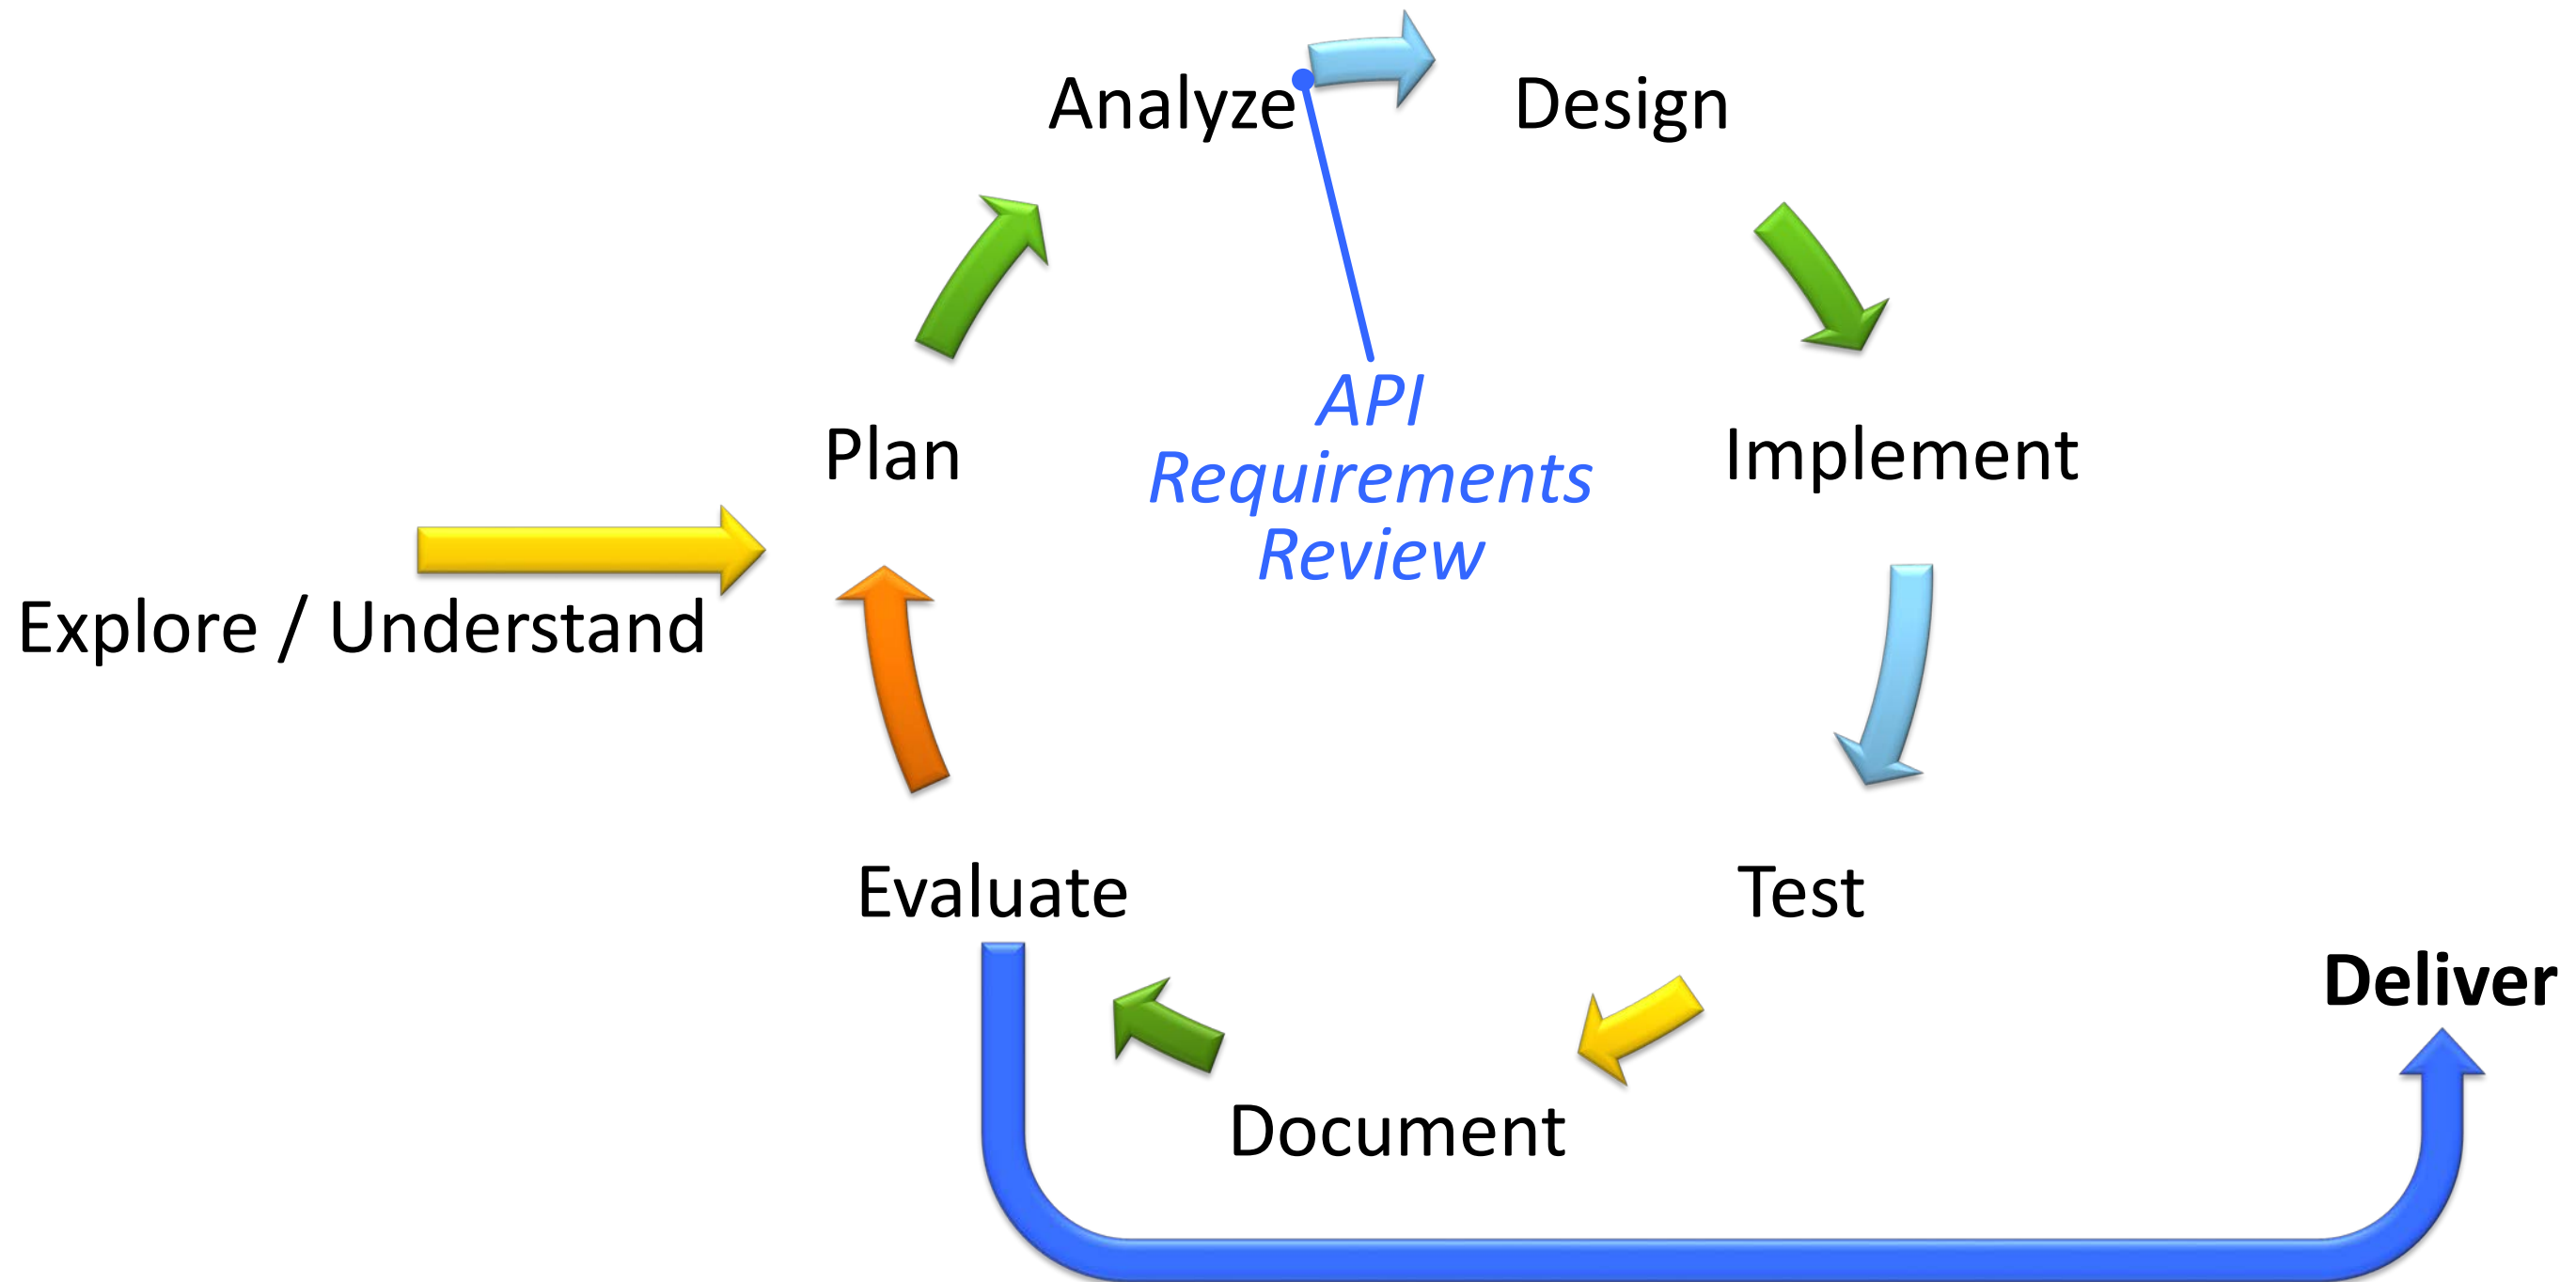 Analyze
Design
API
Requirements
Review
Plan
Implement
Explore / Understand
Evaluate
Test
Deliver
Document